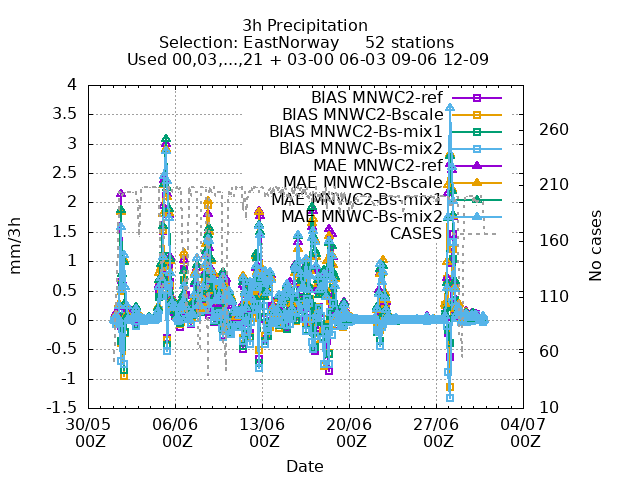 3h Precipitation
Selection: EastNorway 52 stations
Used 00,03,...,21 + 03-00 06-03 09-06 12-09
4
3.5
3
2.5
2
1.5
1
0.5
0
-0.5
-1
-1.5
mm/3h
BIAS MNWC2-ref
BIAS MNWC2-Bscale
BIAS MNWC2-Bs-mix1
BIAS MNWC-Bs-mix2
MAE MNWC2-ref
MAE MNWC2-Bscale
MAE MNWC2-Bs-mix1
MAE MNWC-Bs-mix2
CASES
260
210
160
110
60
10
No cases
30/05 06/06 13/06 20/06 27/06 04/07
00Z 00Z 00Z 00Z 00Z 00Z
Date